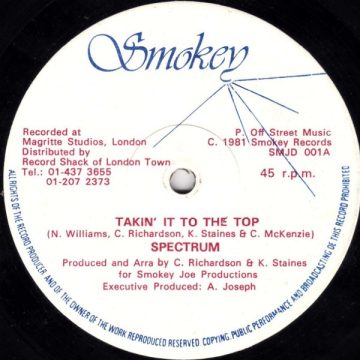 Smokey
Recorded at
Magritte Studios, London
Distributed by
Record Shack of London Town
Tel.: 01-437 3655
01-207 2373
P. Off Street Music
C. 1981 Smokey Records
SMJD 001A
45 r.p.m.
TAKIN' IT TO THE TOP
(N. Williams, C. Richardson, K. Staines & C. McKenzie)
SPECTRUM
Produced and Arra by C. Richardson & K. Staines
for Smokey Joe Productions
Executive Produced: A. Joseph
ALL RIGHTS OF THE RECORD PRODUCER AND OF THE OWNER OF THE WORK REPRODUCED RESERVED. COPYING, PUBLIC PERFORMANCE AND BROADCASTING OF THIS RECORD PROHIBITED